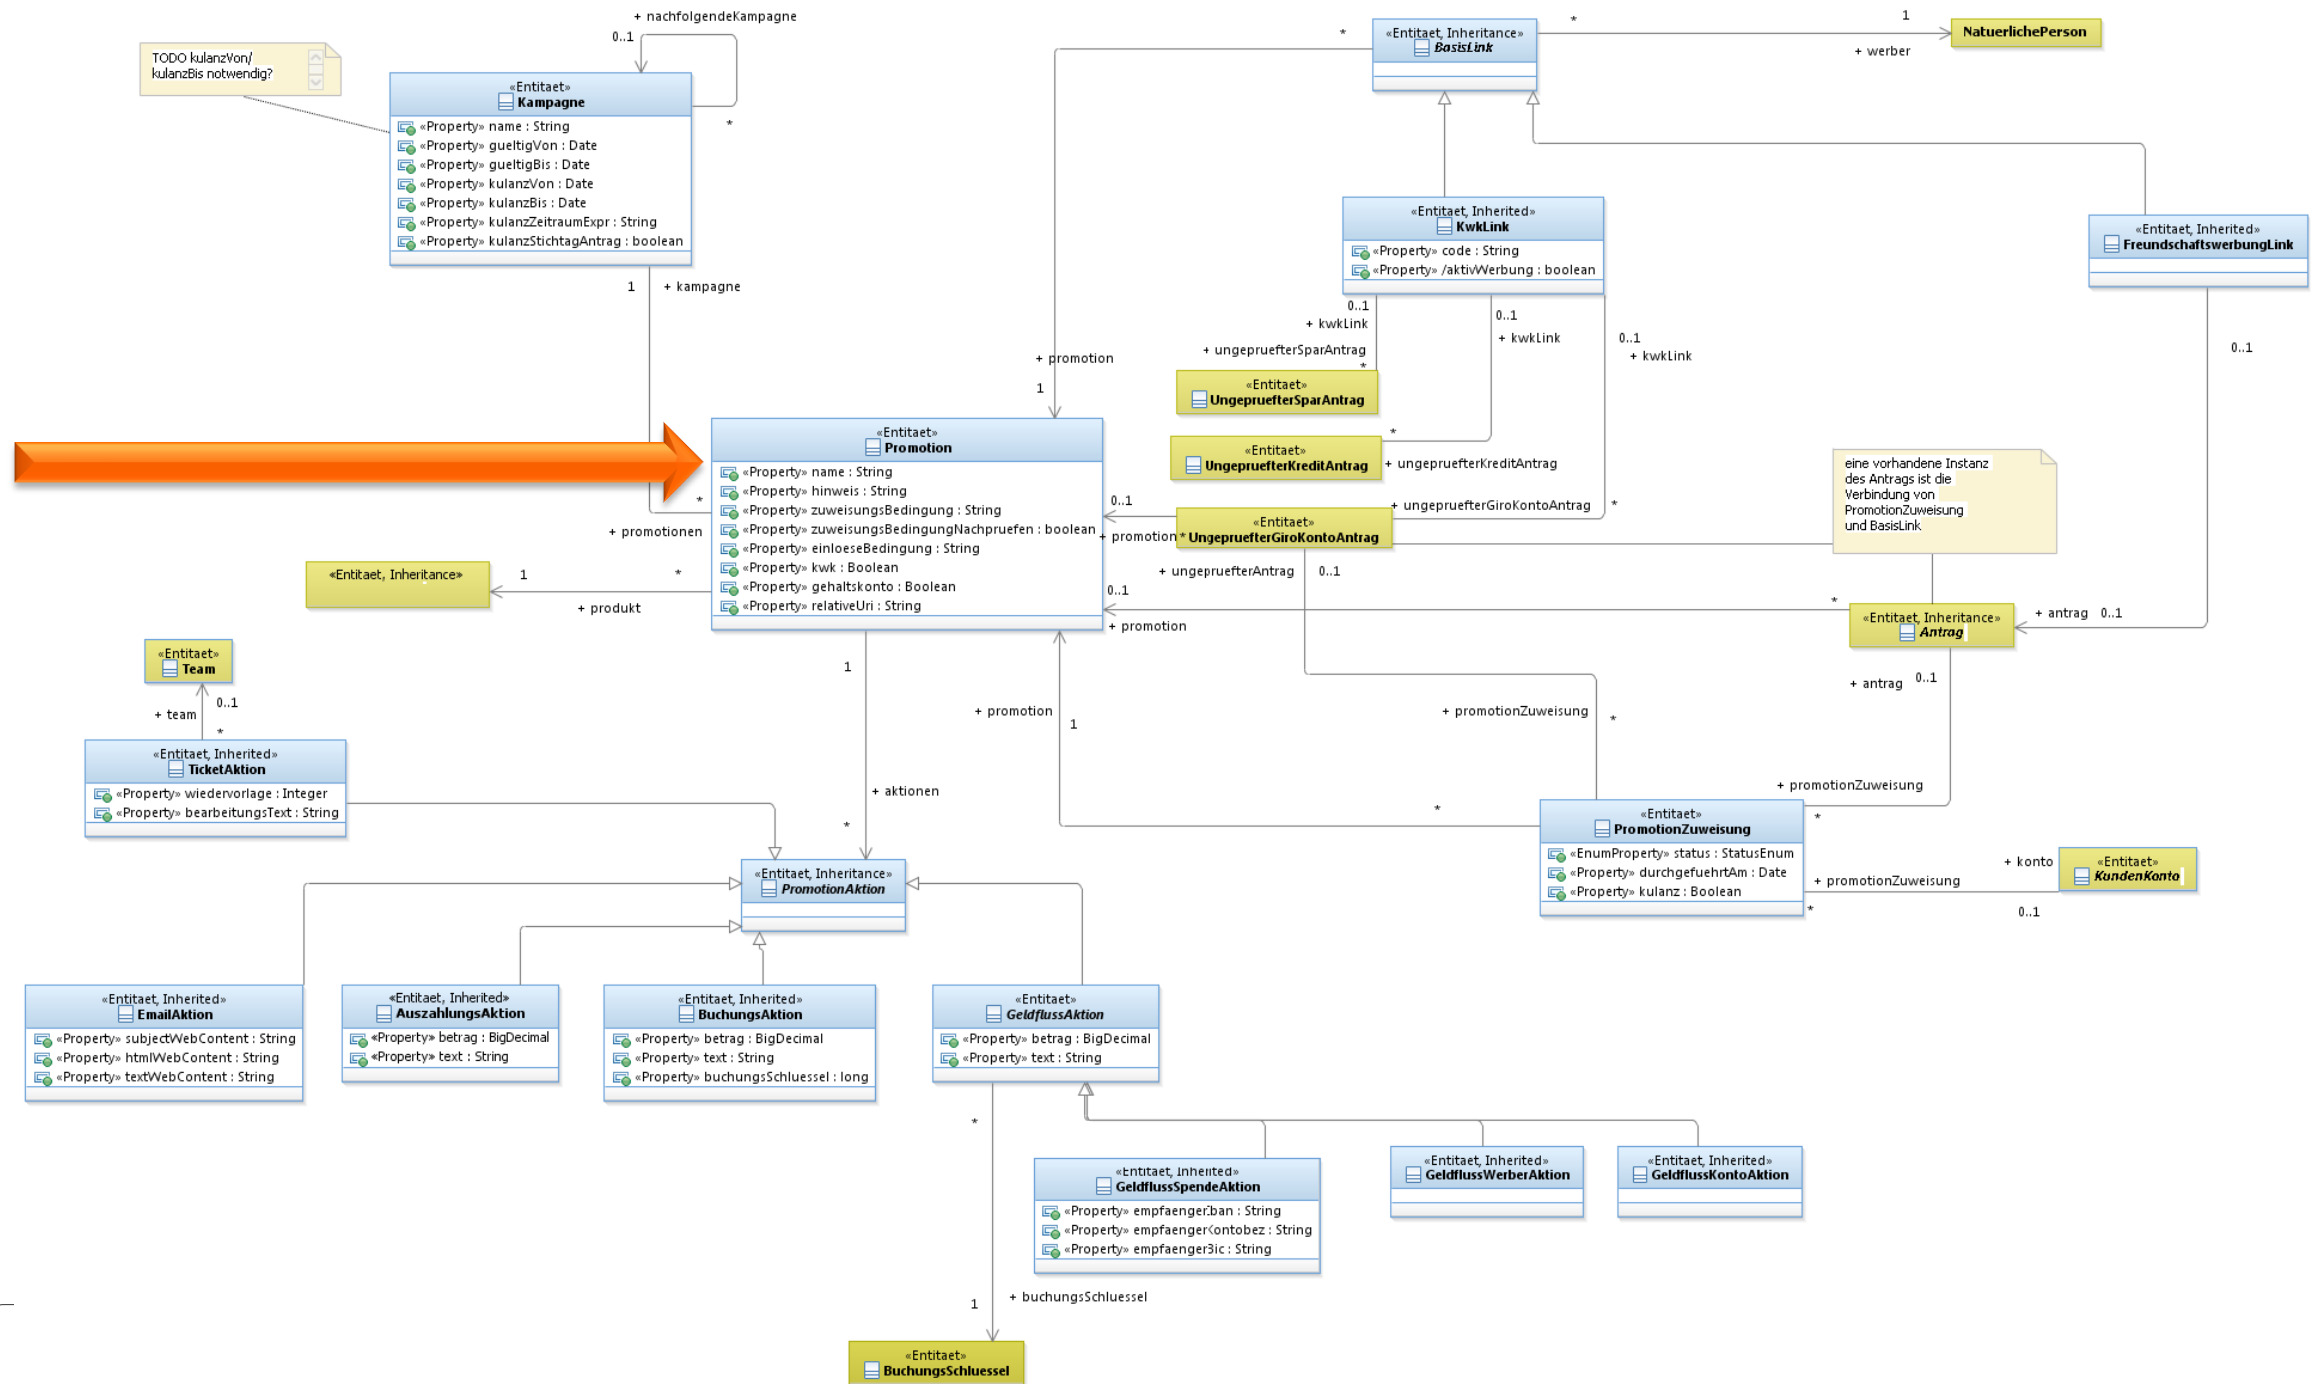 + nachfolgendeKampagne
0..1
*
TODO kulanzVon/
kulanzBis notwendig?
«Entitaet»
Kampagne
«Property» name : String
«Property» gueltigVon : Date
«Property» gueltigBis : Date
«Property» kulanzVon : Date
«Property» kulanzBis : Date
«Property» kulanzZeitraumExpr : String
«Property» kulanzStichtagAntrag : boolean
1
+ kampagne
*
+ promotionen
«Entitaet, Inheritance»
BasisLink
*
1
+ werber
NatuerlichePerson
*
+ promotion
1
«Entitaet, Inherited»
KwkLink
«Property» code : String
«Property» /aktivWerbung : boolean
«Entitaet, Inherited»
FreundschaftswerbungLink
0..1
0..1
+ kwkLink
0..1
+ kwkLink
0..1
+ kwkLink
+ ungepruefterSparAntrag
*
«Entitaet»
UngepruefterSparAntrag
*
«Entitaet»
UngepruefterKreditAntrag
+ ungepruefterKreditAntrag
+ ungepruefterGiroKontoAntrag
*
«Entitaet»
UngepruefterGiroKontoAntrag
eine vorhandene Instanz
des Antrags ist die
Verbindung von
PromotionZuweisung
und BasisLink
«Entitaet»
Promotion
«Property» name : String
«Property» hinweis : String
«Property» zuweisungsBedingung : String
«Property» zuweisungsBedingungNachpruefen : boolean
«Property» einloeseBedingung : String
«Property» kwk : Boolean
«Property» gehaltskonto : Boolean
«Property» relativeUri : String
0..1
+ promotion
*
+ ungepruefterAntrag
0..1
0..1
+ promotion
*
«Entitaet, Inheritance»
Antrag
+ antrag
0..1
+ antrag
0..1
«Entitaet, Inheritance»
1
*
+ produkt
«Entitaet»
Team
0..1
+ team
*
«Entitaet, Inherited»
TicketAktion
«Property» wiedervorlage : Integer
«Property» bearbeitungsText : String
1
+ aktionen
*
+ promotion
1
*
+ promotionZuweisung
*
+ promotionZuweisung
*
«Entitaet»
PromotionZuweisung
«EnumProperty» status : StatusEnum
«Property» durchgefuehrtAm : Date
«Property» kulanz : Boolean
+ konto
+ promotionZuweisung
*
0..1
«Entitaet»
KundenKonto
«Entitaet, Inheritance»
PromotionAktion
«Entitaet, Inherited»
EmailAktion
«Property» subjectWebContent : String
«Property» htmlWebContent : String
«Property» textWebContent : String
«Entitaet, Inherited»
AuszahlungsAktion
«Property» betrag : BigDecimal
«Property» text : String
«Entitaet, Inherited»
BuchungsAktion
«Property» betrag : BigDecimal
«Property» text : String
«Property» buchungsSchluessel : long
«Entitaet»
GeldflussAktion
«Property» betrag : BigDecimal
«Property» text : String
*
«Entitaet, Inherited»
GeldflussSpendeAktion
«Property» empfaengerIban : String
«Property» empfaengerKontobez : String
«Property» empfaengerBic : String
«Entitaet, Inherited»
GeldflussWerberAktion
«Entitaet, Inherited»
GeldflussKontoAktion
1
+ buchungsSchluessel
«Entitaet»
BuchungsSchluessel